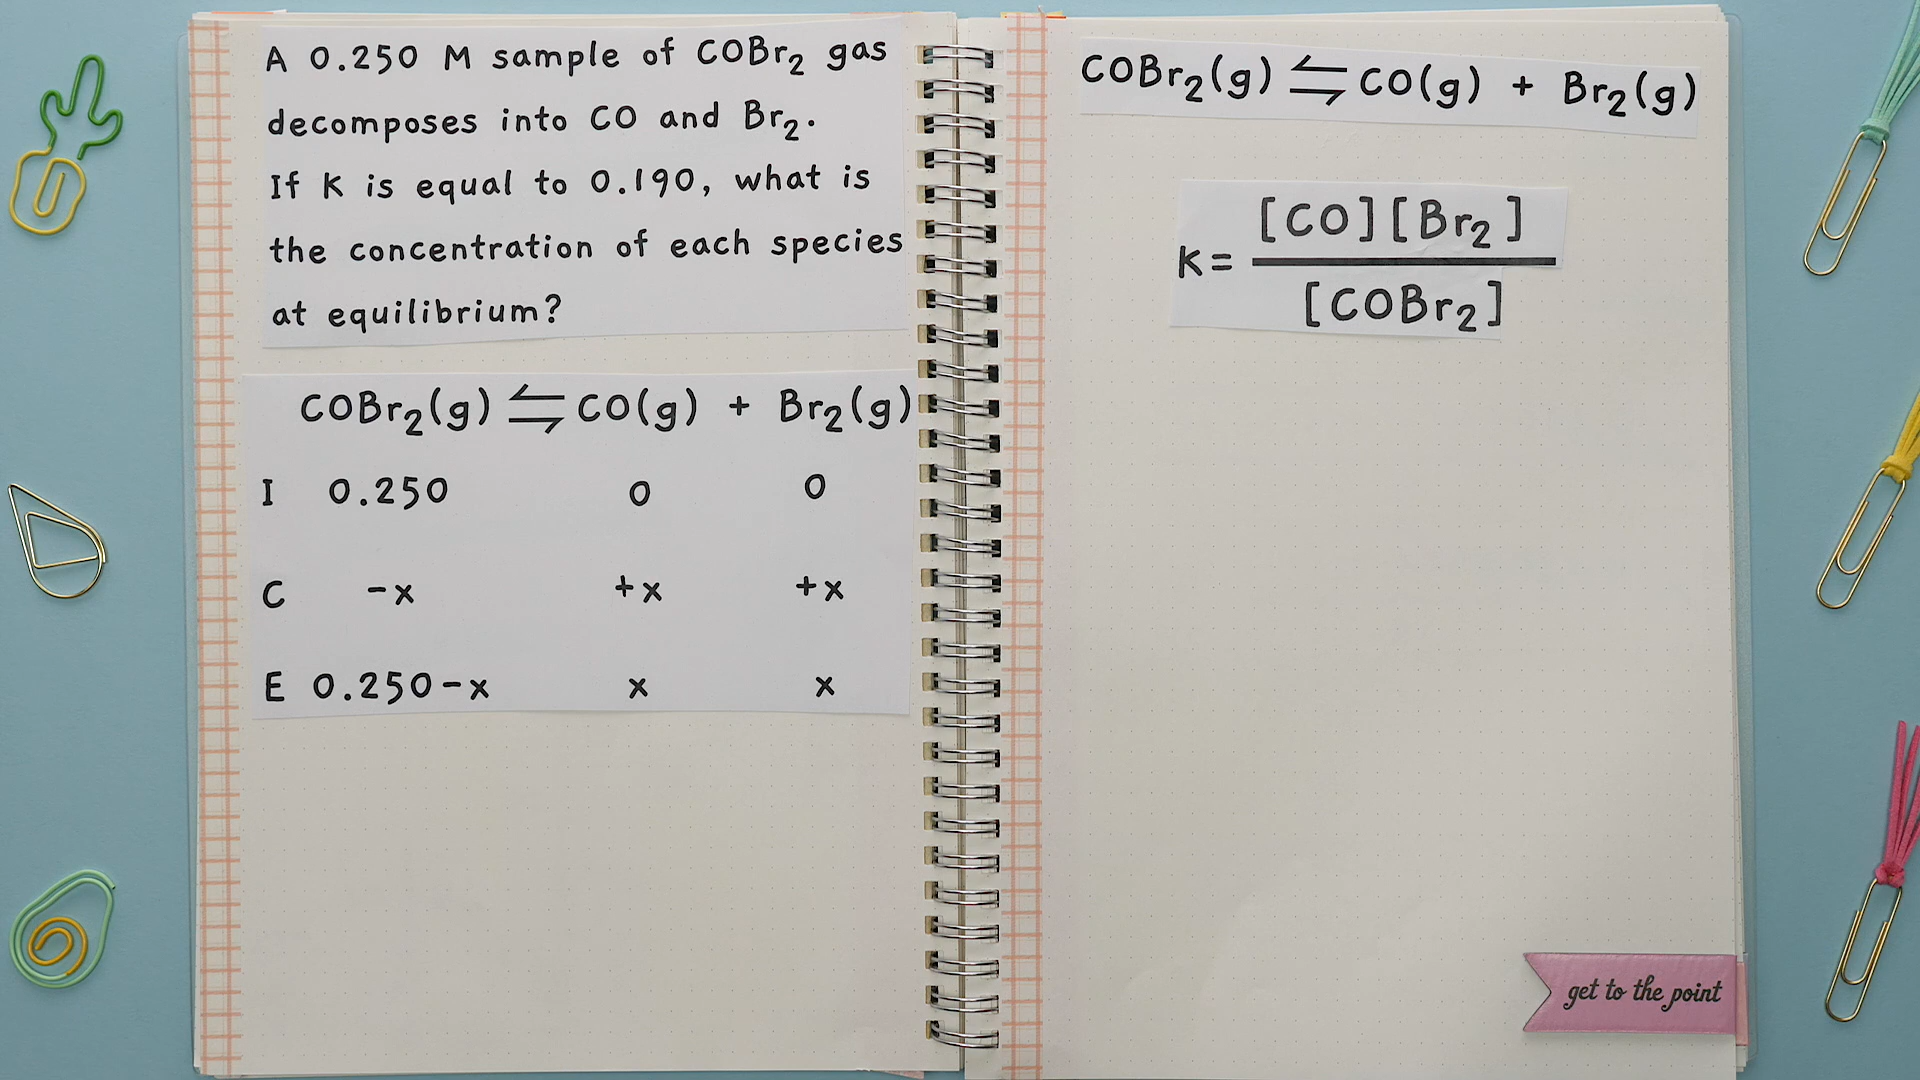 A 0.250 M sample of COBr₂ gas
decomposes into CO and Br₂.
If K is equal to 0.190, what is
the concentration of each species
at equilibrium?
COBr₂(g) ⇌ CO(g) + Br₂(g)
I 0.250 0 0
C -x +x +x
E 0.250-x x x
COBr₂(g) ⇌ CO(g) + Br₂(g)
[CO][Br₂]
K=
[COBr₂]
get to the point